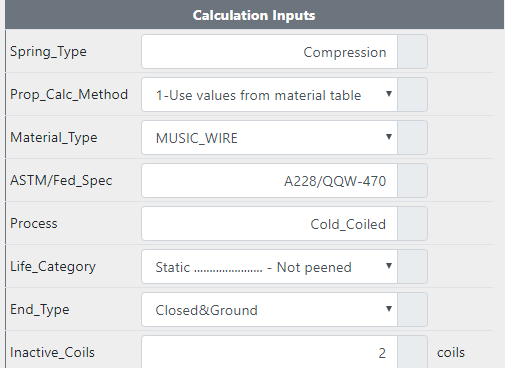 Calculation Inputs
Spring_Type Compression
Prop_Calc_Method 1-Use values from material table
Material_Type MUSIC_WIRE
ASTM/Fed_Spec A228/QQW-470
Process Cold_Coiled
Life_Category Static ...................... - Not peened
End_Type Closed&Ground
Inactive_Coils 2 coils